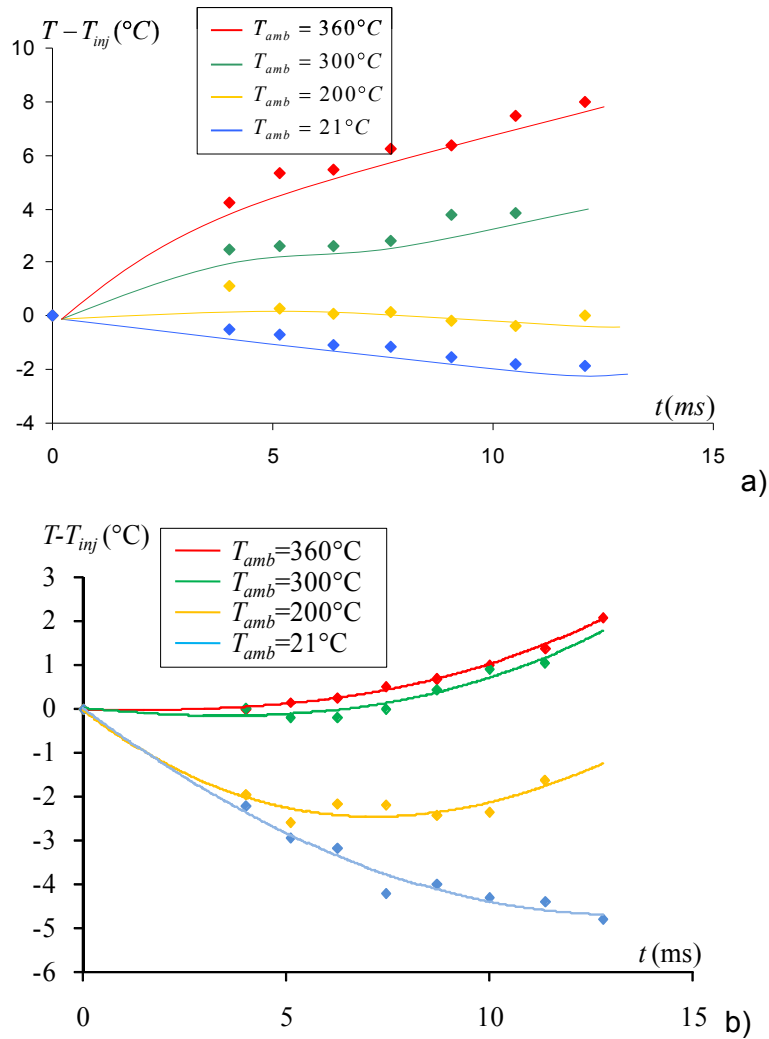 T – T_inj (°C)
T_amb = 360°C
T_amb = 300°C
T_amb = 200°C
T_amb = 21°C
10
8
6
4
2
0
-2
-4
0
5
10
15
t(ms)
a)
T-T_inj (°C)
T_amb=360°C
T_amb=300°C
T_amb=200°C
T_amb=21°C
3
2
1
0
-1
-2
-3
-4
-5
-6
0
5
10
15
t (ms)
b)